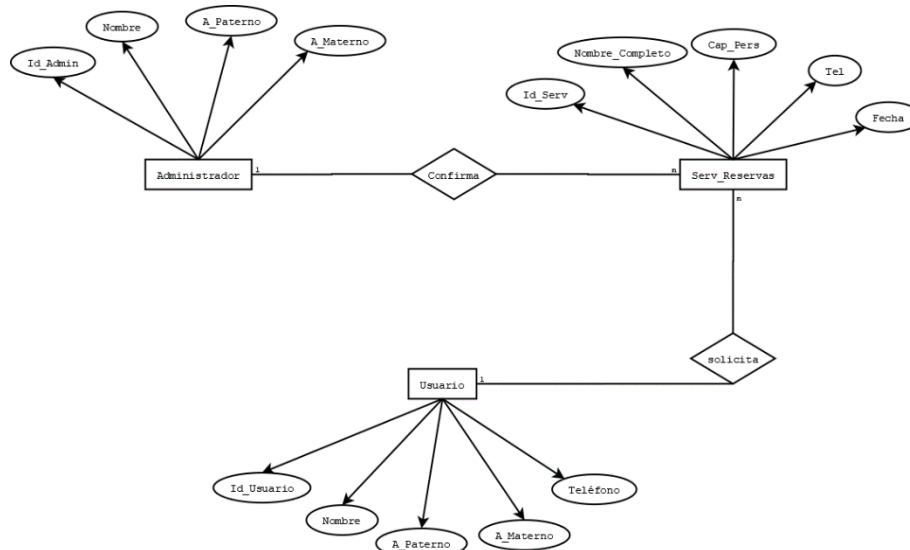 Nombre
A_Paterno
A_Materno
Id_Admin
Nombre_Completo
Cap_Pers
Tel
Id_Serv
Fecha
Administrador
1
Confirma
n
Serv_Reservas
n
solicita
Usuario
1
Id_Usuario
Teléfono
Nombre
A_Paterno
A_Materno